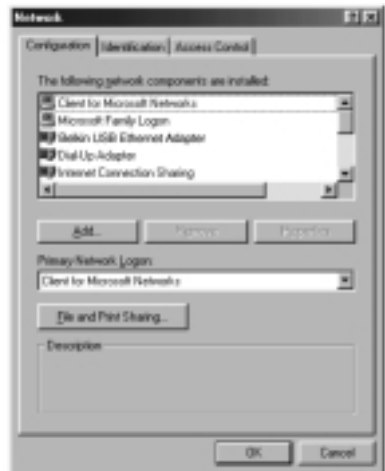 Network
Configuration Identification Access Control
The following network components are installed:
Client for Microsoft Networks
Microsoft Family Logon
Belkin USB Ethernet Adapter
Dial-Up Adapter
Internet Connection Sharing
Add... Remove Properties
Primary Network Logon:
Client for Microsoft Networks
File and Print Sharing...
Description
OK Cancel